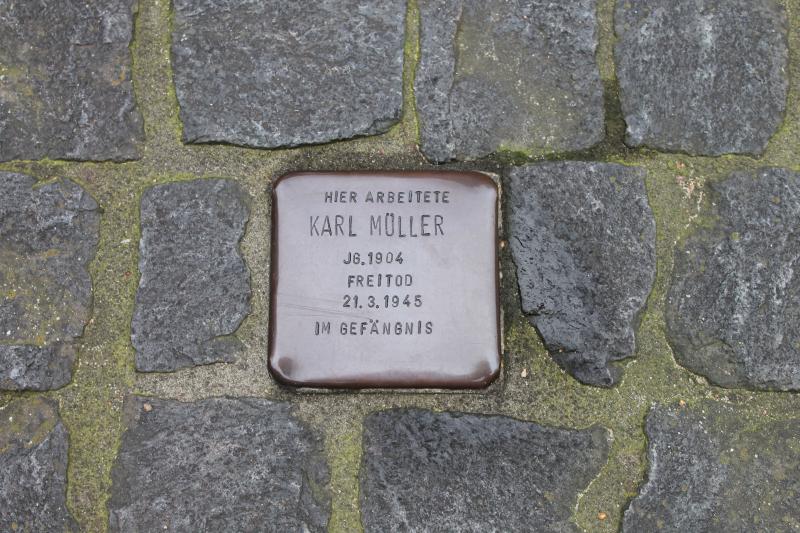 HIER ARBEITETE
KARL MÜLLER
JG.1904
FREITOD
21.3.1945
IM GEFÄNGNIS